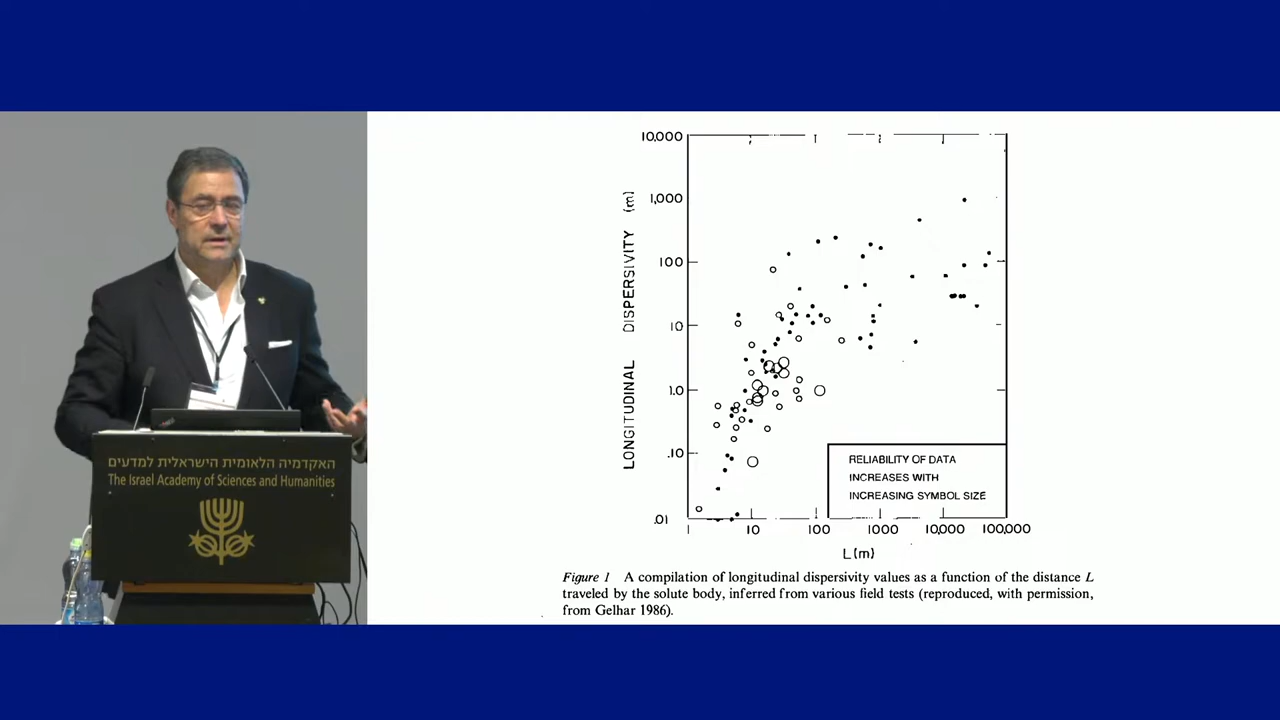 האקדמיה הלאומית הישראלית למדעים
The Israel Academy of Sciences and Humanities
10,000
1,000
100
10
1.0
.10
.01
LONGITUDINAL DISPERSIVITY (m)
1 10 100 1000 10,000 100,000
L(m)
RELIABILITY OF DATA
INCREASES WITH
INCREASING SYMBOL SIZE
Figure 1 A compilation of longitudinal dispersivity values as a function of the distance L
traveled by the solute body, inferred from various field tests (reproduced, with permission,
from Gelhar 1986).